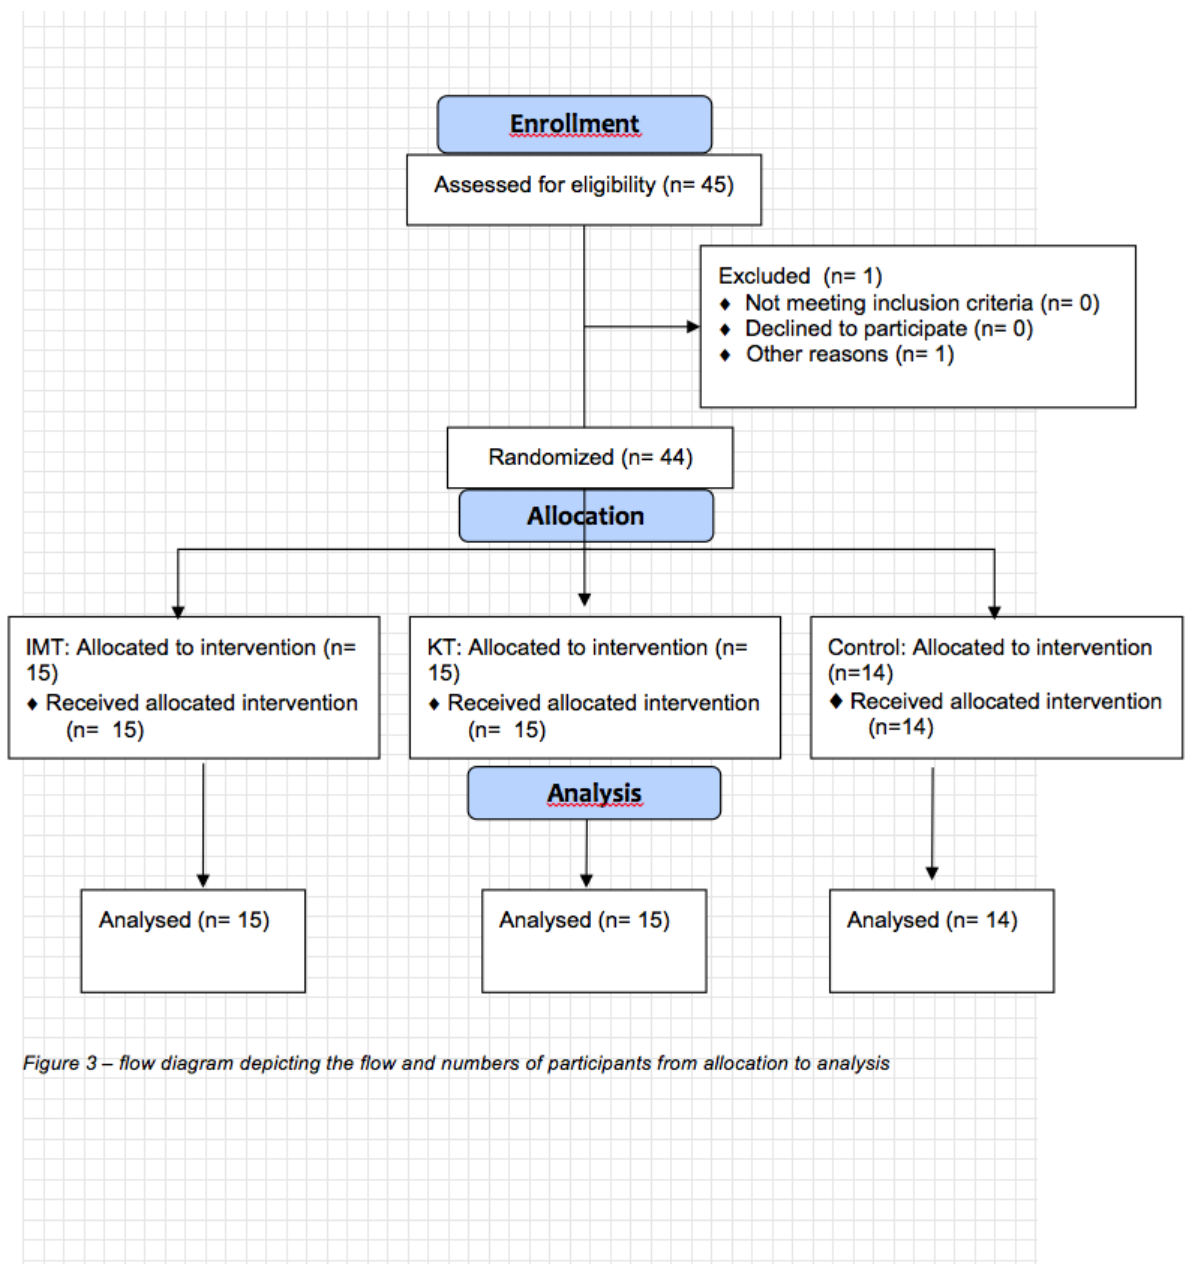 Enrollment
Assessed for eligibility (n= 45)
Excluded  (n= 1)
♦ Not meeting inclusion criteria (n= 0)
♦ Declined to participate (n= 0)
♦ Other reasons (n= 1)
Randomized (n= 44)
Allocation
IMT: Allocated to intervention (n=
15)
♦ Received allocated intervention
(n=  15)
KT: Allocated to intervention (n=
15)
♦ Received allocated intervention
(n=  15)
Control: Allocated to intervention
(n=14)
♦ Received allocated intervention
(n=14)
Analysis
Analysed (n= 15)
Analysed (n= 15)
Analysed (n= 14)
Figure 3 – flow diagram depicting the flow and numbers of participants from allocation to analysis